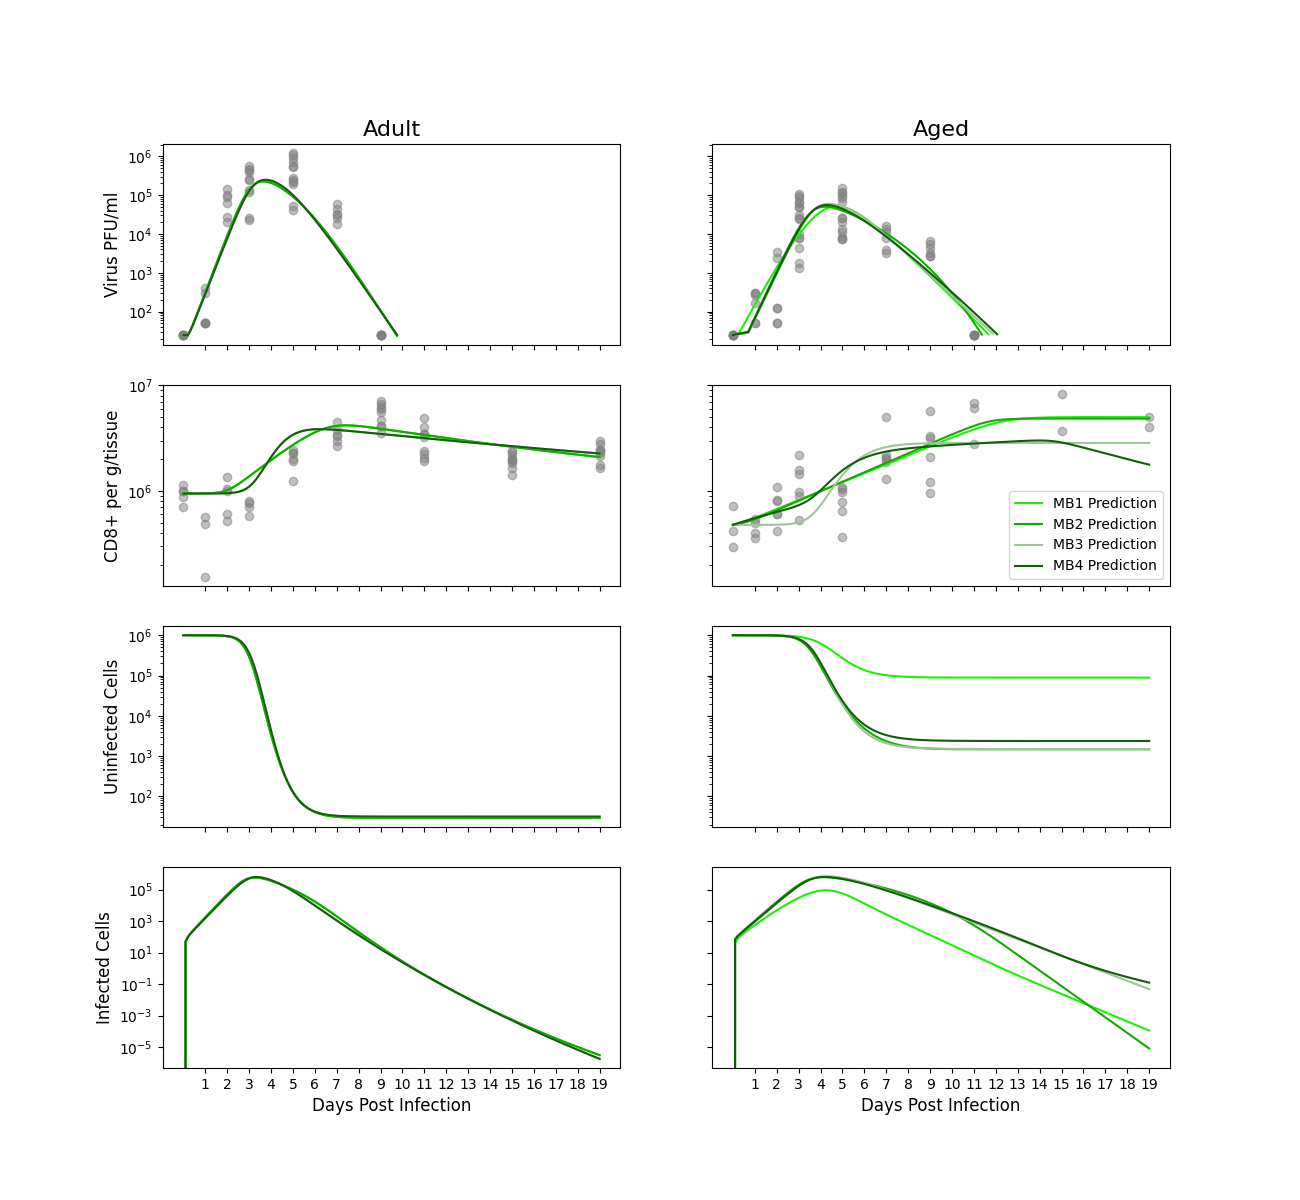 Adult
Aged
Virus PFU/ml
10^6
10^5
10^4
10^3
10^2
CD8+ per g/tissue
10^7
10^6
MB1 Prediction
MB2 Prediction
MB3 Prediction
MB4 Prediction
Uninfected Cells
10^6
10^5
10^4
10^3
10^2
Infected Cells
10^5
10^3
10^1
10^−1
10^−3
10^−5
1 2 3 4 5 6 7 8 9 10 11 12 13 14 15 16 17 18 19
1 2 3 4 5 6 7 8 9 10 11 12 13 14 15 16 17 18 19
Days Post Infection
Days Post Infection